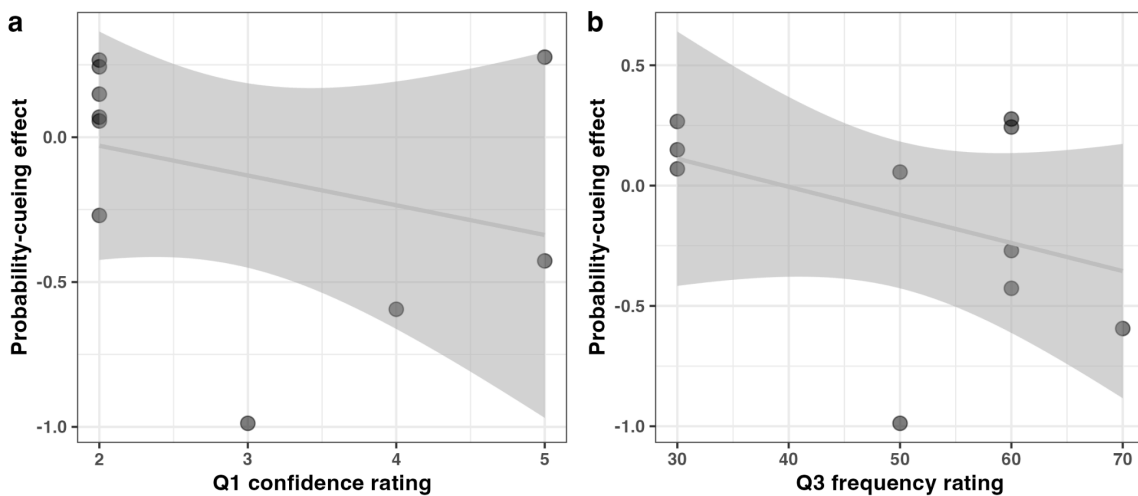 a
Probability-cueing effect
0.0
-0.5
-1.0
2
3
4
5
Q1 confidence rating
b
Probability-cueing effect
0.5
0.0
-0.5
-1.0
30
40
50
60
70
Q3 frequency rating